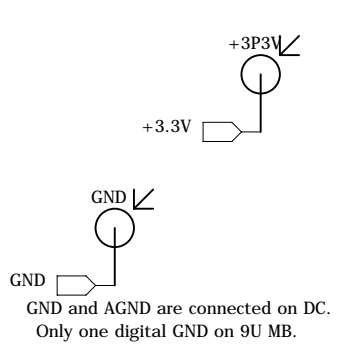 +3P3V
+3.3V
GND
GND
GND and AGND are connected on DC.
Only one digital GND on 9U MB.